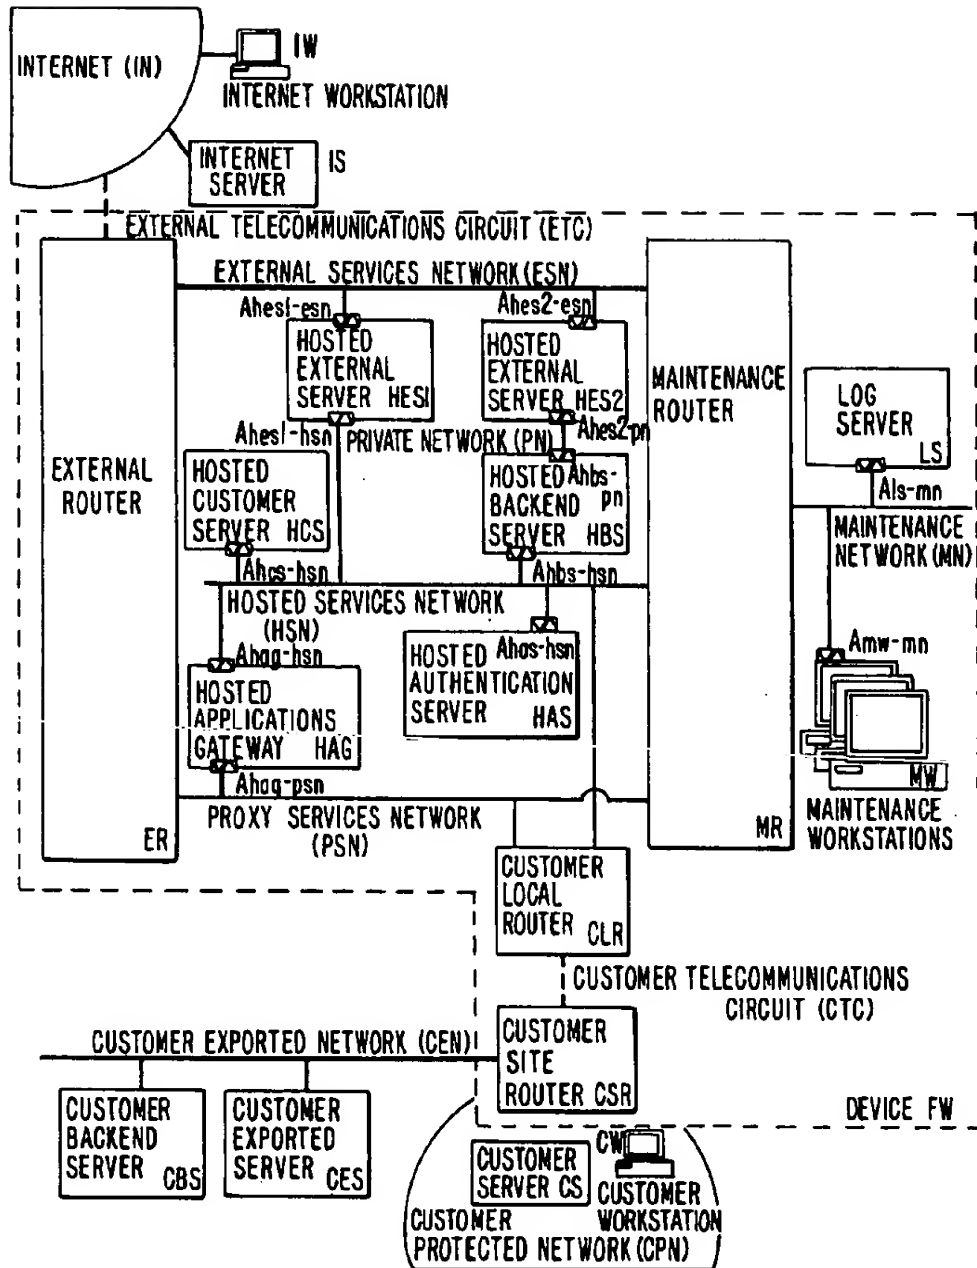 INTERNET (IN)
IW
INTERNET WORKSTATION
INTERNET
SERVER
IS
EXTERNAL TELECOMMUNICATIONS CIRCUIT (ETC)
EXTERNAL SERVICES NETWORK (ESN)
Ahes1-esn
Ahes2-esn
HOSTED
EXTERNAL
SERVER HES1
HOSTED
EXTERNAL
SERVER HES2
MAINTENANCE
ROUTER
LOG
SERVER
LS
Ahes1-hsn
PRIVATE NETWORK (PN)
Ahes2-pn
EXTERNAL
ROUTER
HOSTED
CUSTOMER
SERVER HCS
HOSTED
BACKEND
SERVER HBS
Ahbs-
pn
Als-mn
MAINTENANCE
NETWORK (MN)
Ahcs-hsn
Ahbs-hsn
HOSTED SERVICES NETWORK
(HSN)
Ahag-hsn
Ahas-hsn
HOSTED
AUTHENTICATION
SERVER HAS
Amw-mn
HOSTED
APPLICATIONS
GATEWAY HAG
Ahag-psn
MW
MAINTENANCE
WORKSTATIONS
PROXY SERVICES NETWORK
(PSN)
ER
MR
CUSTOMER
LOCAL
ROUTER CLR
CUSTOMER TELECOMMUNICATIONS
CIRCUIT (CTC)
CUSTOMER EXPORTED NETWORK (CEN)
CUSTOMER
SITE
ROUTER CSR
CUSTOMER
BACKEND
SERVER
CBS
CUSTOMER
EXPORTED
SERVER
CES
DEVICE FW
CUSTOMER
SERVER CS
CW
CUSTOMER
WORKSTATION
CUSTOMER
PROTECTED NETWORK (CPN)